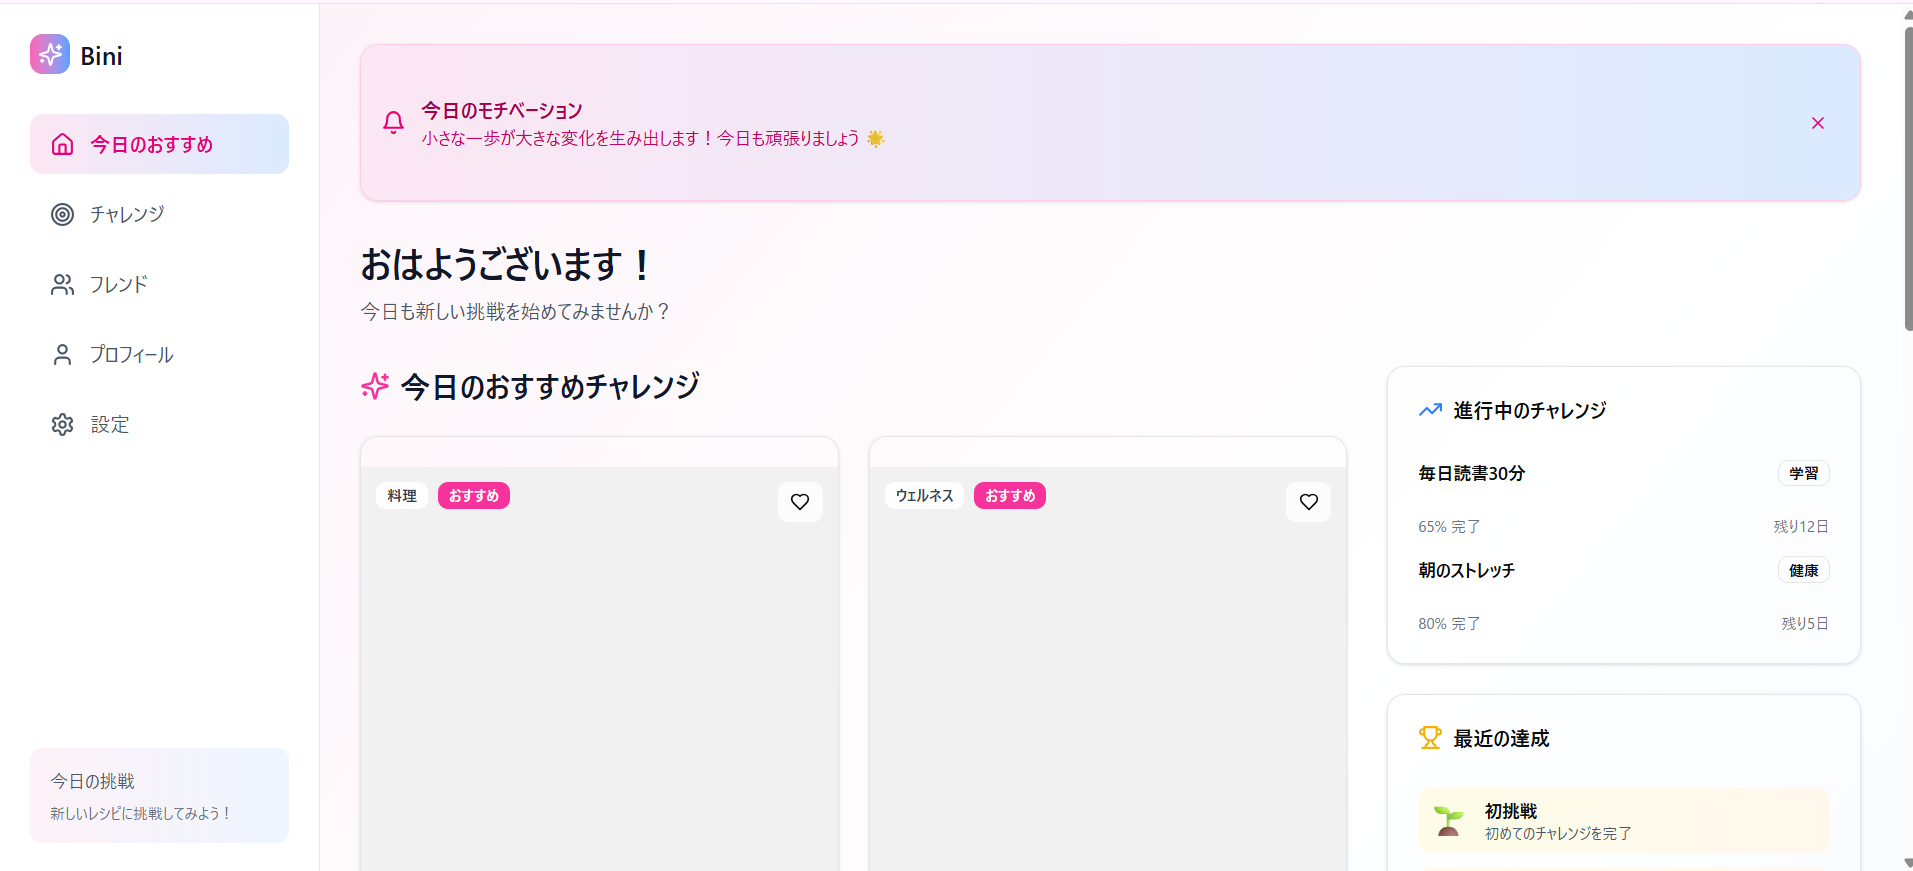 Bini
今日のおすすめ
チャレンジ
フレンド
プロフィール
設定
今日の挑戦
新しいレシピに挑戦してみよう！
今日のモチベーション
小さな一歩が大きな変化を生み出します！今日も頑張りましょう 🌟
おはようございます！
今日も新しい挑戦を始めてみませんか？
今日のおすすめチャレンジ
料理 おすすめ
ウェルネス おすすめ
進行中のチャレンジ
毎日読書30分 学習
65% 完了 残り12日
朝のストレッチ 健康
80% 完了 残り5日
最近の達成
初挑戦
初めてのチャレンジを完了